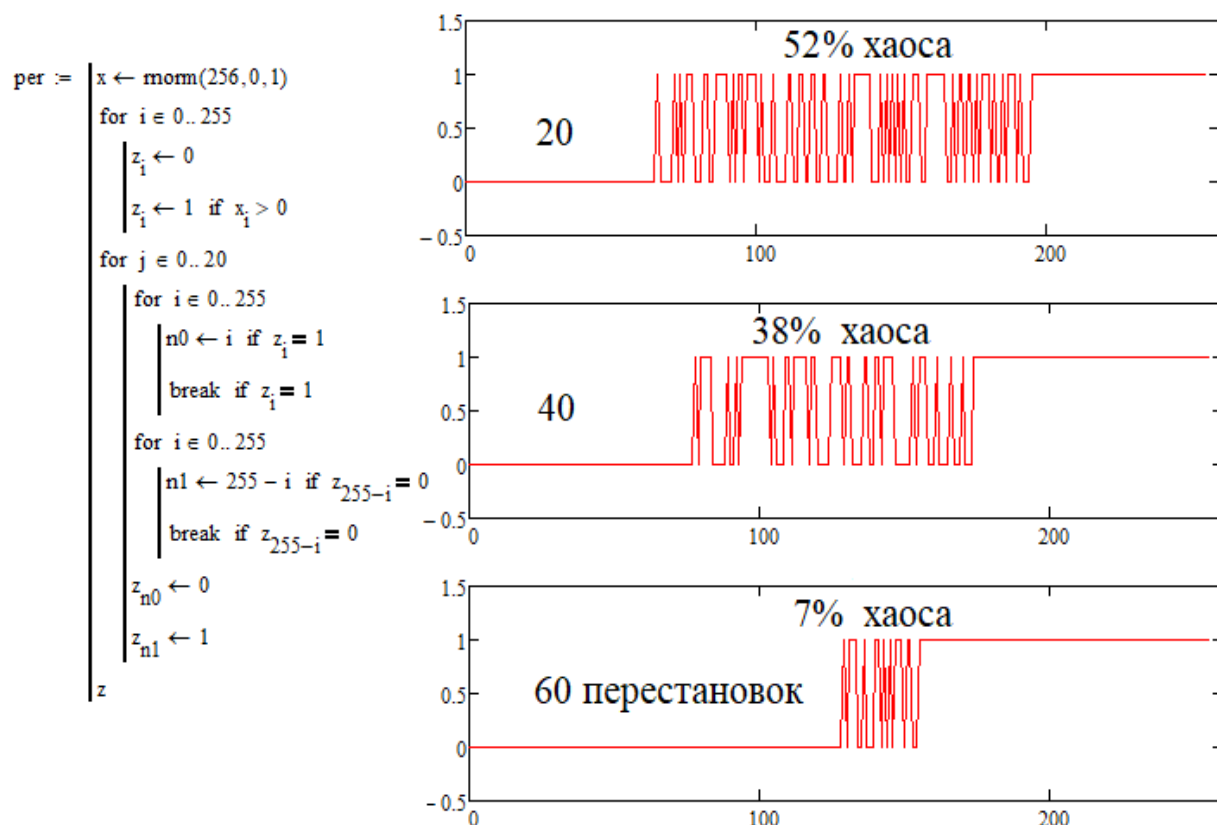 per := x ← rnorm(256,0,1)
for i ∈ 0..255
z_i ← 0
z_i ← 1 if x_i > 0
for j ∈ 0..20
for i ∈ 0..255
n0 ← i if z_i = 1
break if z_i = 1
for i ∈ 0..255
n1 ← 255 − i if z_255−i = 0
break if z_255−i = 0
z_n0 ← 0
z_n1 ← 1
z
1.5
52% хаоса
1
20
0.5
0
− 0.5
0 100 200
1.5
38% хаоса
1
40
0.5
0
− 0.5
0 100 200
1.5
7% хаоса
1
60 перестановок
0.5
0
− 0.5
0 100 200